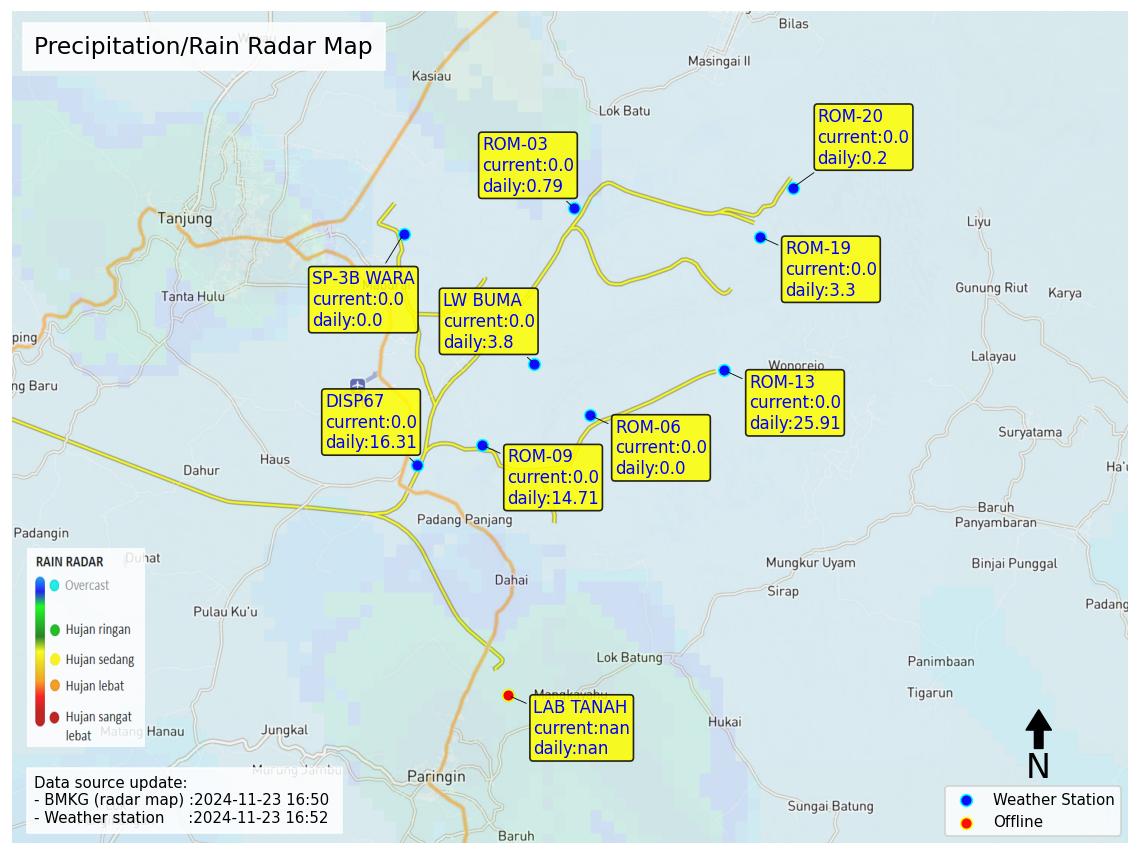 Precipitation/Rain Radar Map
Bilas
Masingai II
Kasiau
Lok Batu
ROM-20
current:0.0
daily:0.2
ROM-03
current:0.0
daily:0.79
Tanjung
Liyu
ROM-19
current:0.0
daily:3.3
SP-3B WARA
current:0.0
daily:0.0
Tanta Hulu
LW BUMA
current:0.0
daily:3.8
Gunung Riut
Karya
ping
Lalayau
Wonorejo
ng Baru
ROM-13
current:0.0
daily:25.91
DISP67
current:0.0
daily:16.31
ROM-06
current:0.0
daily:0.0
Suryatama
ROM-09
current:0.0
daily:14.71
Haus
Dahur
Ha'u
Baruh
Panyambaran
Padang Panjang
Padangin
Duhat
Mungkur Uyam
Binjai Punggal
Dahai
Sirap
Pulau Ku'u
Padang
RAIN RADAR
Overcast
Hujan ringan
Hujan sedang
Hujan lebat
Hujan sangat
lebat
Lok Batung
Panimbaan
Tigarun
LAB TANAH
current:nan
daily:nan
Hukai
Matang Hanau
Jungkal
Murung Jambu
Paringin
N
Data source update:
- BMKG (radar map) :2024-11-23 16:50
- Weather station :2024-11-23 16:52
Sungai Batung
Baruh
Weather Station
Offline